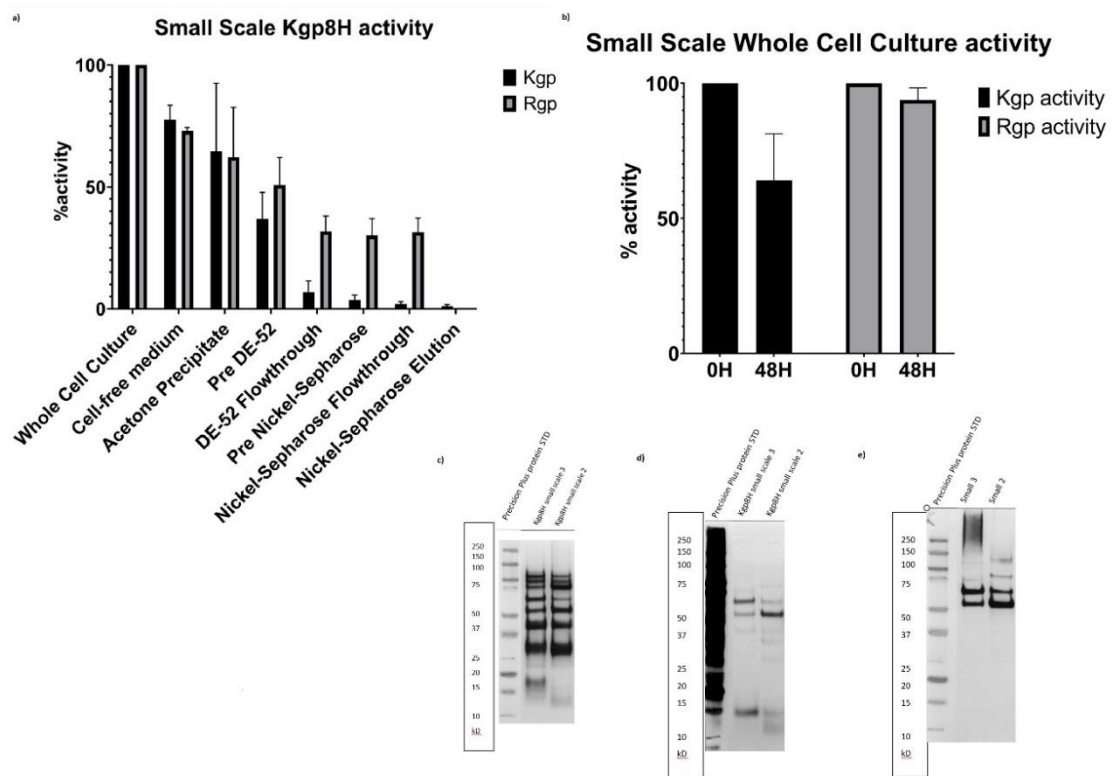 a)
Small Scale Kgp8H activity
%activity
100
50
0
Kgp
Rgp
Whole Cell Culture
Cell-free medium
Acetone Precipitate
Pre DE-52
DE-52 Flowthrough
Pre Nickel-Sepharose
Nickel-Sepharose Flowthrough
Nickel-Sepharose Elution
b)
Small Scale Whole Cell Culture activity
% activity
100
50
0
Kgp activity
Rgp activity
0H 48H 0H 48H
c)
Precision Plus protein STD
Kgp8H small scale 3
Kgp8H small scale 2
250
150
100
75
50
37
25
20
15
10
kD
d)
Precision Plus protein STD
Kgp8H small scale 3
Kgp8H small scale 2
250
150
100
75
50
37
25
20
15
10
kD
e)
Precision Plus protein STD
Small 3
Small 2
250
150
100
75
50
37
25
20
15
10
kD